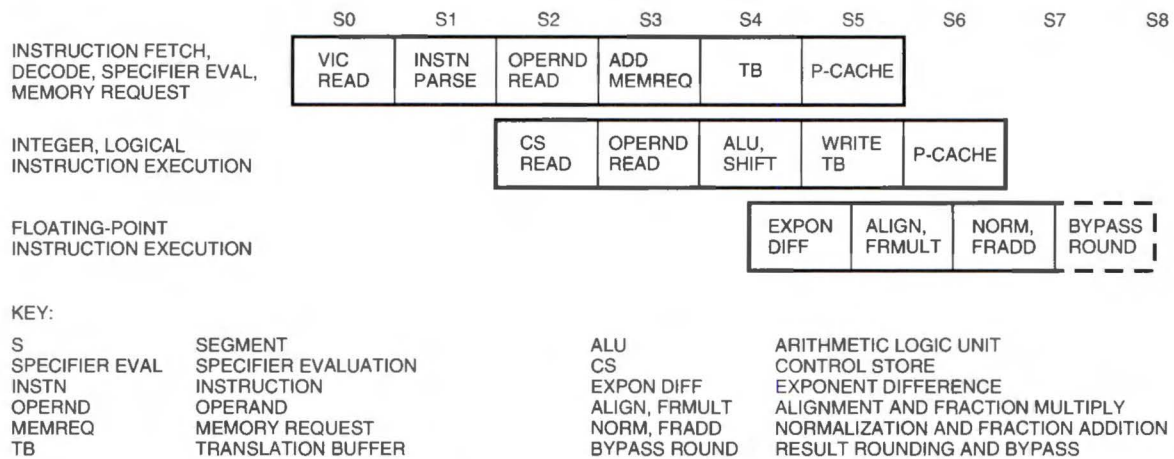 S0 S1 S2 S3 S4 S5 S6 S7 S8
INSTRUCTION FETCH,
DECODE, SPECIFIER EVAL,
MEMORY REQUEST
VIC
READ
INSTN
PARSE
OPERND
READ
ADD
MEMREQ
TB
P-CACHE
INTEGER, LOGICAL
INSTRUCTION EXECUTION
CS
READ
OPERND
READ
ALU,
SHIFT
WRITE
TB
P-CACHE
FLOATING-POINT
INSTRUCTION EXECUTION
EXPON
DIFF
ALIGN,
FRMULT
NORM,
FRADD
BYPASS
ROUND
KEY:
S SEGMENT
SPECIFIER EVAL SPECIFIER EVALUATION
INSTN INSTRUCTION
OPERND OPERAND
MEMREQ MEMORY REQUEST
TB TRANSLATION BUFFER
ALU ARITHMETIC LOGIC UNIT
CS CONTROL STORE
EXPON DIFF EXPONENT DIFFERENCE
ALIGN, FRMULT ALIGNMENT AND FRACTION MULTIPLY
NORM, FRADD NORMALIZATION AND FRACTION ADDITION
BYPASS ROUND RESULT ROUNDING AND BYPASS